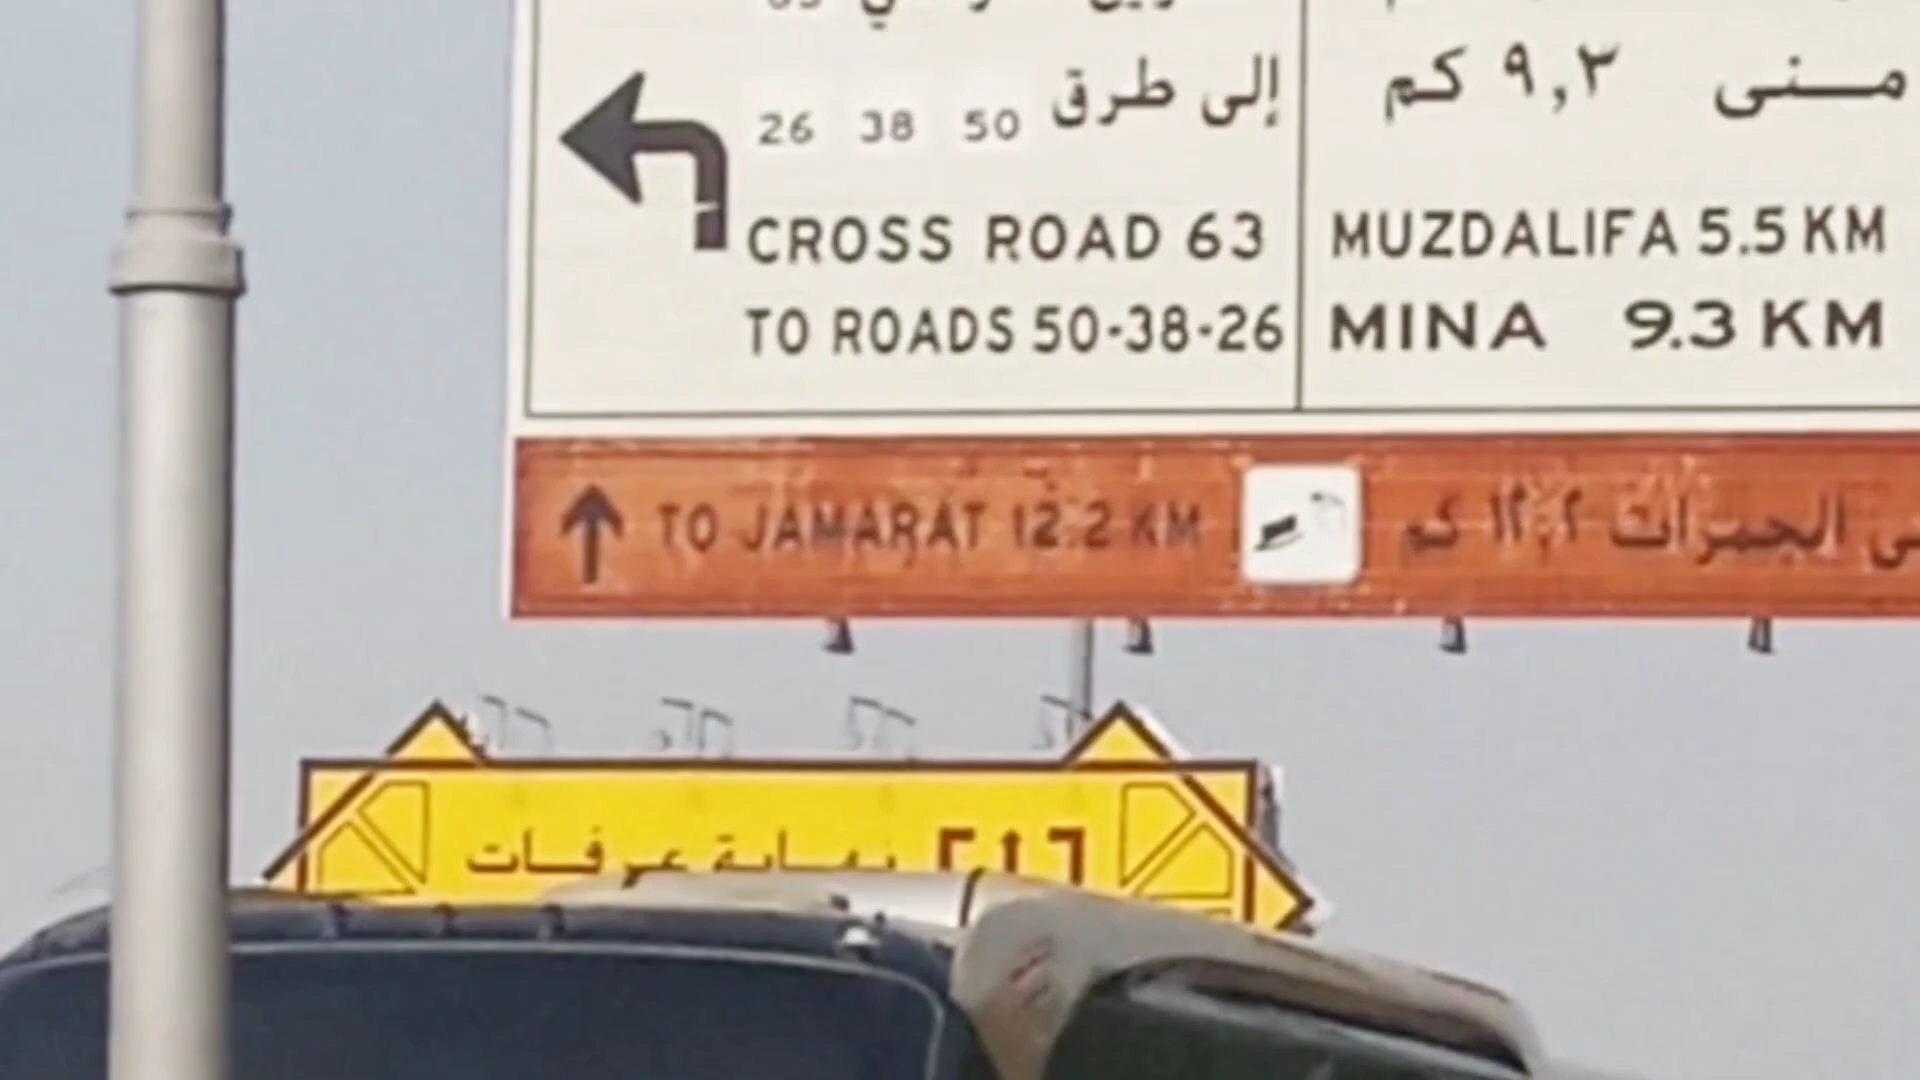 إلى طرق 50 38 26
CROSS ROAD 63
TO ROADS 50-38-26
منى ٩,٣ كم
MUZDALIFA 5.5 KM
MINA 9.3 KM
TO JAMARAT 12.2 KM
الجمرات ١٢,٢ كم
نهاية عرفات